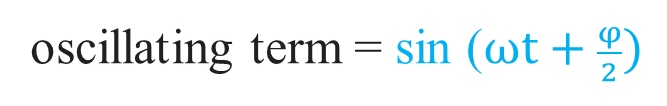 oscillating term = sin (ωt + φ/2)